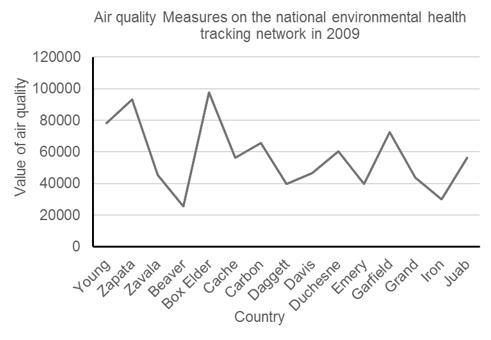 Air quality Measures on the national environmental health
tracking network in 2009
Value of air quality
120000
100000
80000
60000
40000
20000
0
Young
Zapata
Zavala
Beaver
Box Elder
Cache
Carbon
Daggett
Davis
Duchesne
Emery
Garfield
Grand
Iron
Juab
Country